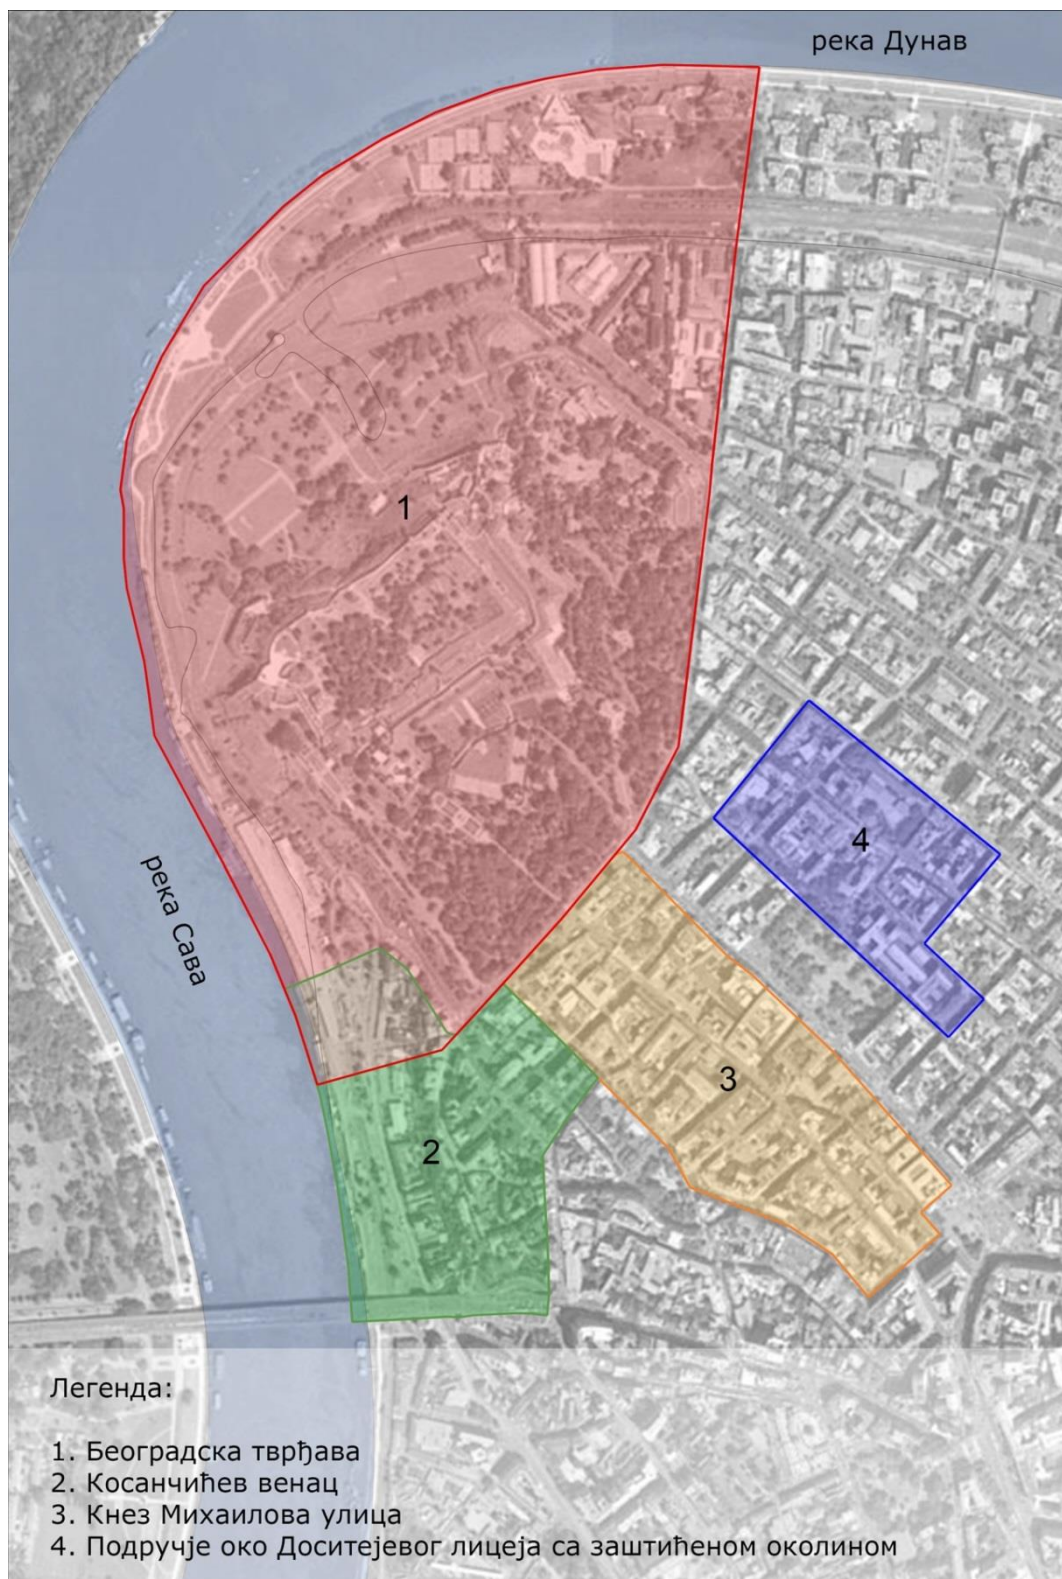 река Дунав
1
4
река Сава
3
2
Легенда:
1. Београдска тврђава
2. Косанчићев венац
3. Кнез Михаилова улица
4. Подручје око Доситејевог лицеја са заштићеном околином